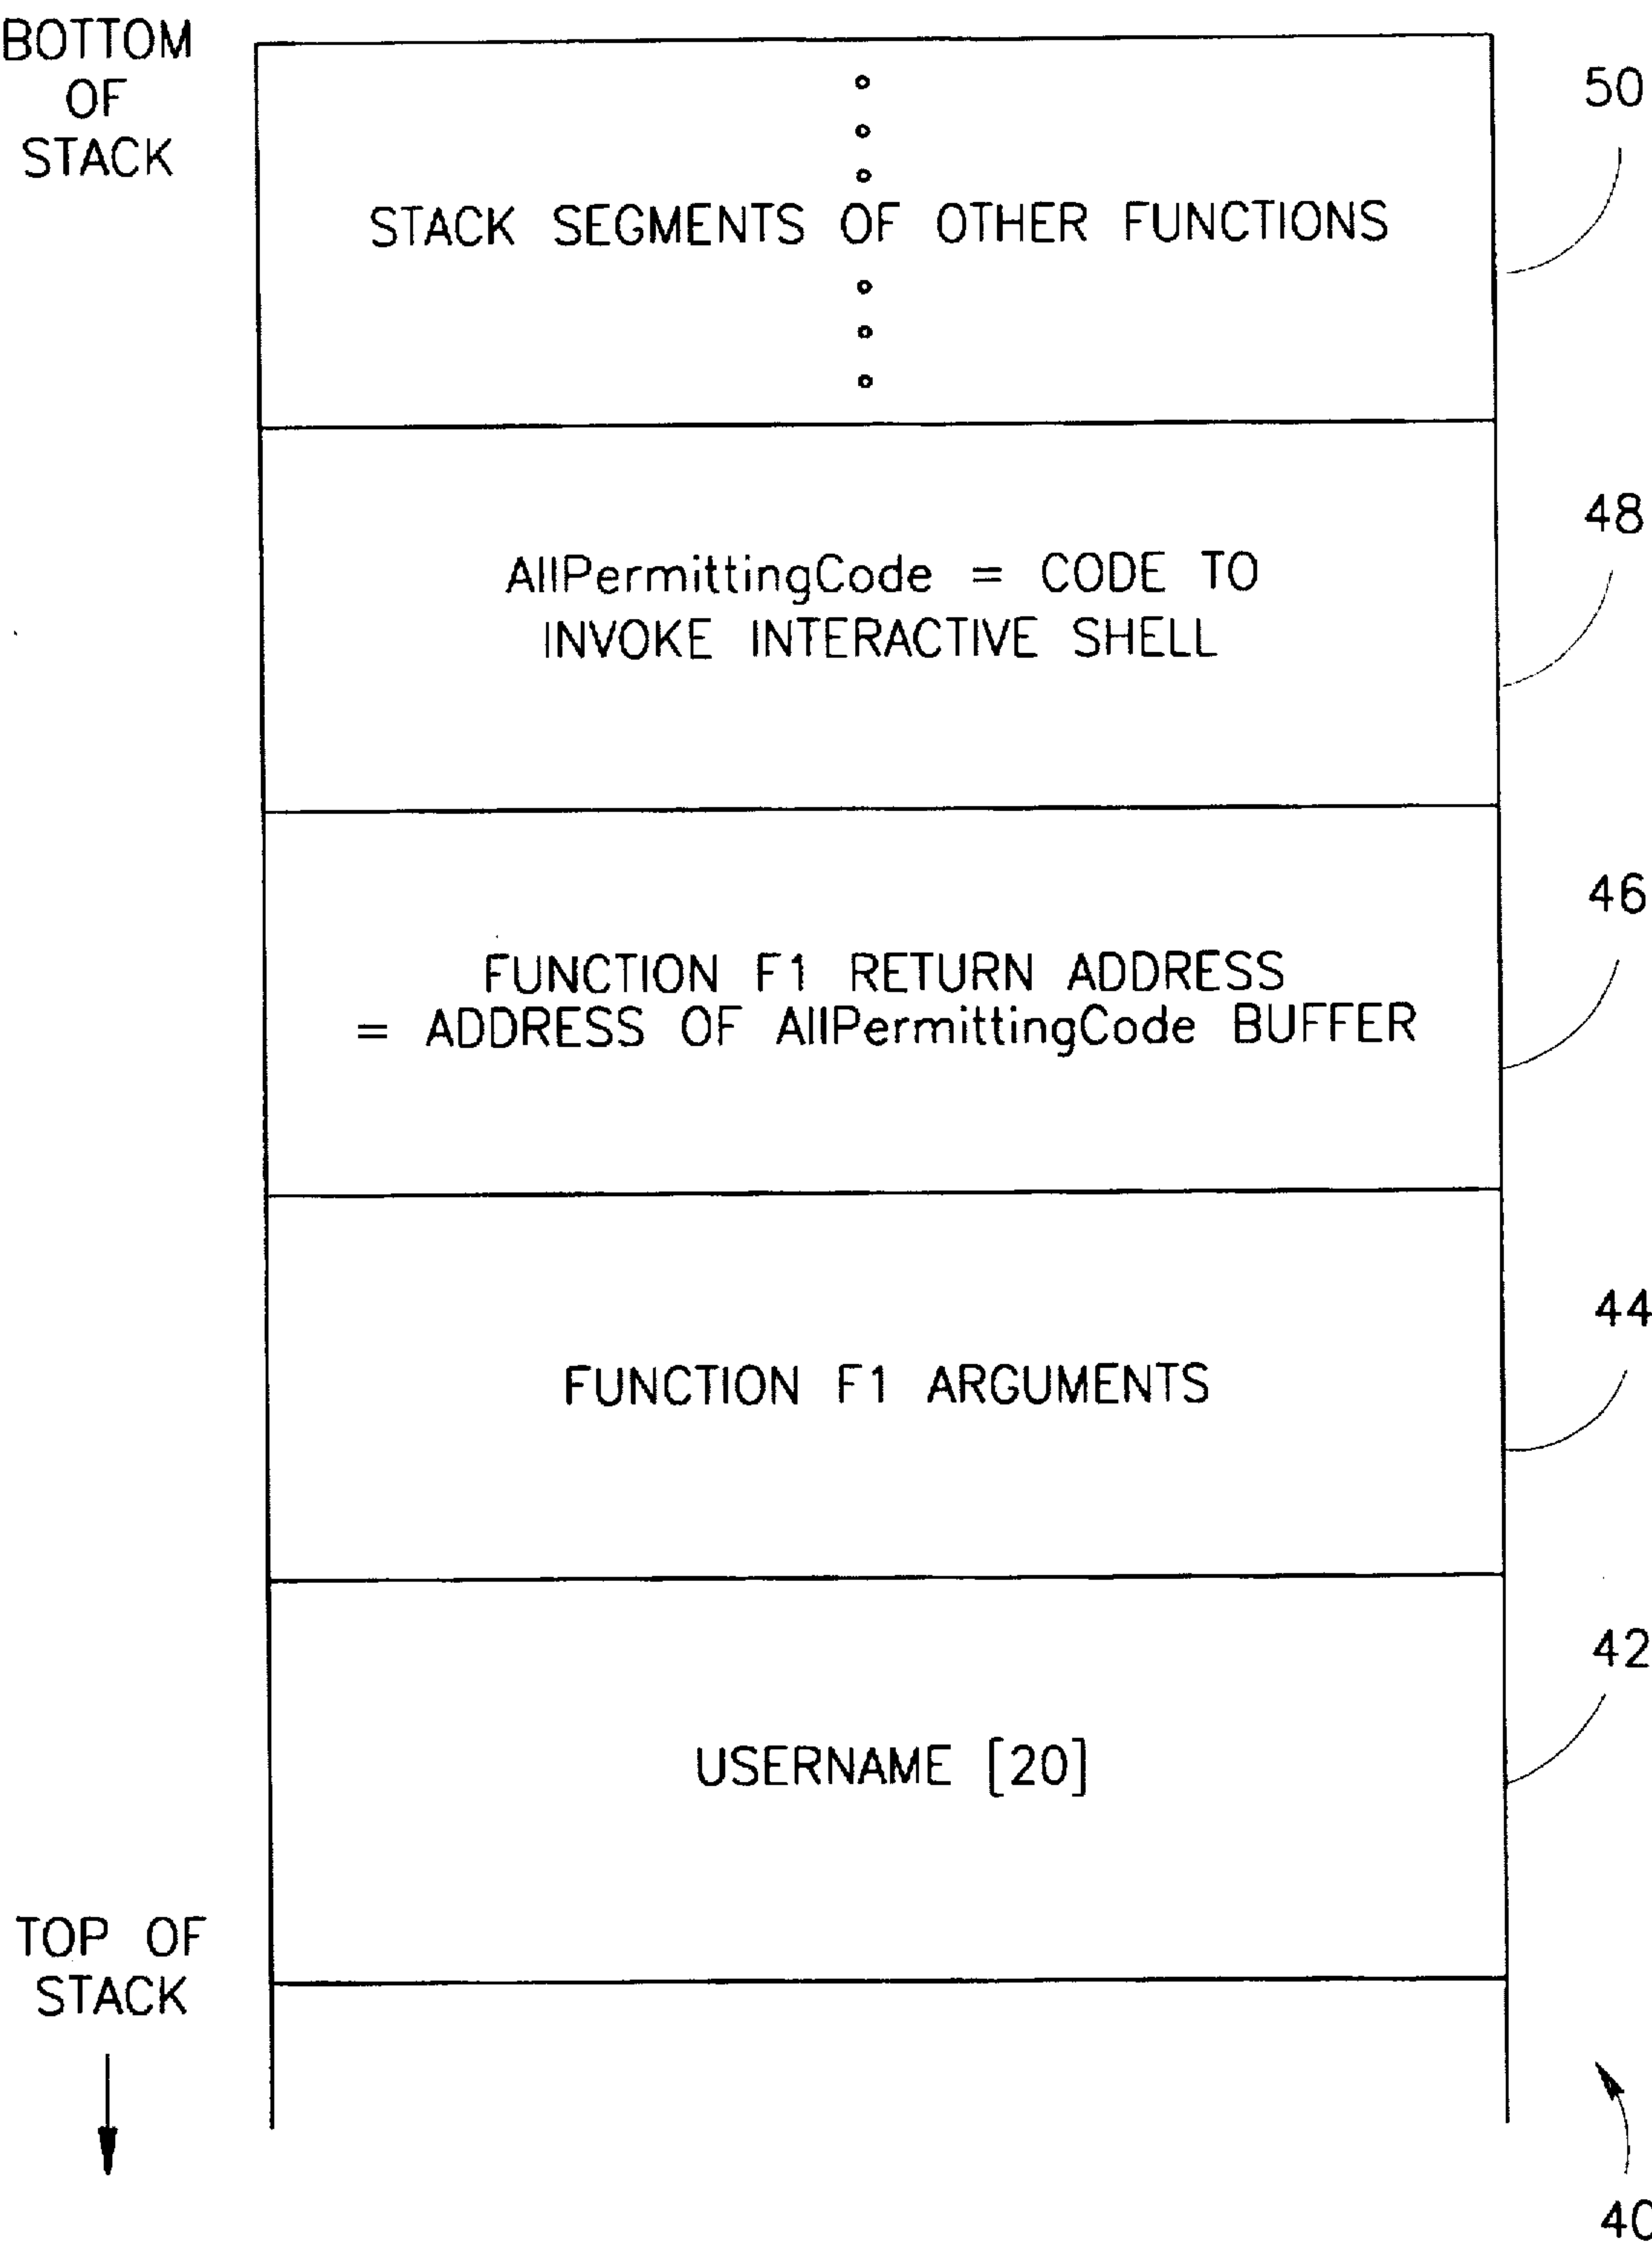 BOTTOM
OF
STACK
50
STACK SEGMENTS OF OTHER FUNCTIONS
48
AllPermittingCode = CODE TO
INVOKE INTERACTIVE SHELL
46
FUNCTION F1 RETURN ADDRESS
= ADDRESS OF AllPermittingCode BUFFER
44
FUNCTION F1 ARGUMENTS
42
USERNAME [20]
TOP OF
STACK
40